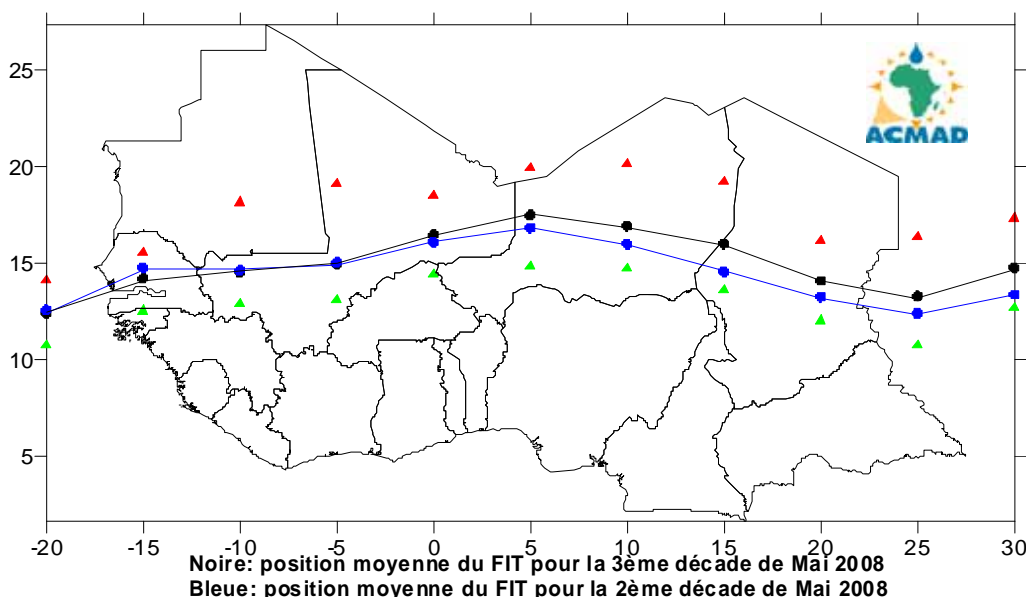 25
20
15
10
5
ACMAD
-20 -15 -10 -5 0 5 10 15 20 25 30
Noire: position moyenne du FIT pour la 3ème décade de Mai 2008
Bleue: position moyenne du FIT pour la 2ème décade de Mai 2008